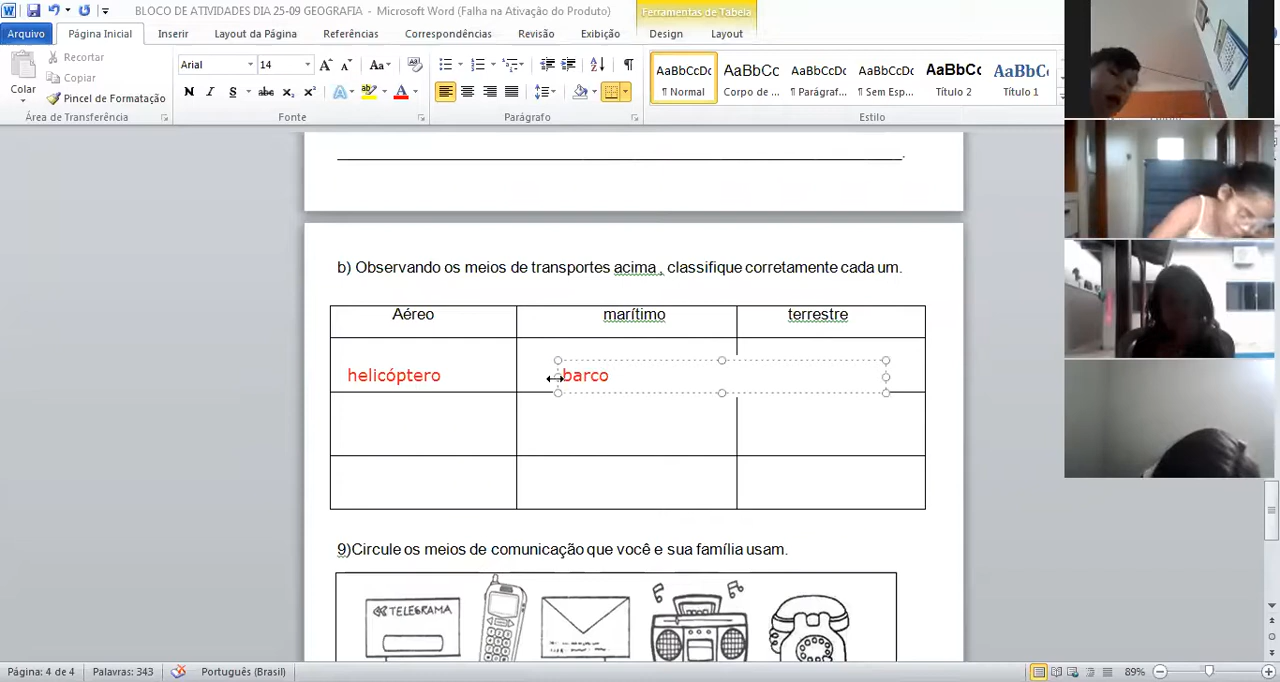 BLOCO DE ATIVIDADES DIA 25-09 GEOGRAFIA - Microsoft Word (Falha na Ativação do Produto)
Ferramentas de Tabela
Arquivo Página Inicial Inserir Layout da Página Referências Correspondências Revisão Exibição Design Layout
Recortar
Copiar
Pincel de Formatação
Colar
Arial 14
N I S abc x₂ x² A A
AaBbCcDc AaBbCc AaBbCcDc AaBbCcDc AaBbCc AaBbCc
¶ Normal Corpo de ... ¶ Parágraf... ¶ Sem Esp... Título 2 Título 1
Área de Transferência Fonte Parágrafo Estilo
b) Observando os meios de transportes acima , classifique corretamente cada um.
Aéreo marítimo terrestre
helicóptero barco
9)Circule os meios de comunicação que você e sua família usam.
TELEGRAMA
Página: 4 de 4 Palavras: 343 Português (Brasil) 89%